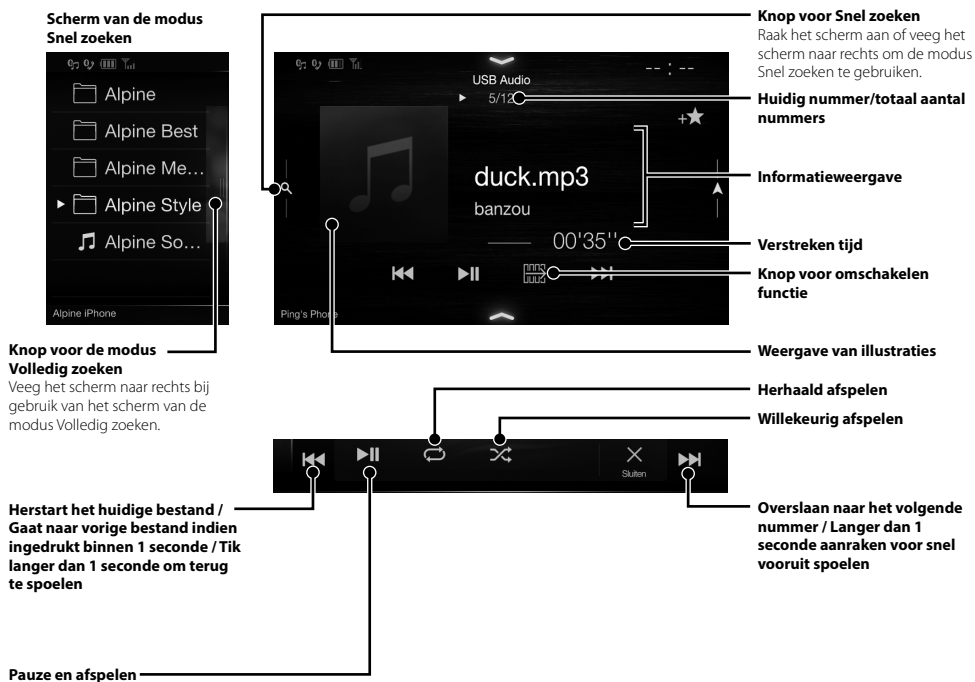 Scherm van de modus
Snel zoeken
Alpine
Alpine Best
Alpine Me...
Alpine Style
Alpine So...
Alpine iPhone
Knop voor de modus
Volledig zoeken
Veeg het scherm naar rechts bij
gebruik van het scherm van de
modus Volledig zoeken.
USB Audio
5/12
-- : --
duck.mp3
banzou
00'35''
Ping's Phone
Knop voor Snel zoeken
Raak het scherm aan of veeg het
scherm naar rechts om de modus
Snel zoeken te gebruiken.
Huidig nummer/totaal aantal
nummers
Informatieweergave
Verstreken tijd
Knop voor omschakelen
functie
Weergave van illustraties
Herhaald afspelen
Willekeurig afspelen
Sluiten
Herstart het huidige bestand /
Gaat naar vorige bestand indien
ingedrukt binnen 1 seconde / Tik
langer dan 1 seconde om terug
te spoelen
Overslaan naar het volgende
nummer / Langer dan 1
seconde aanraken voor snel
vooruit spoelen
Pauze en afspelen